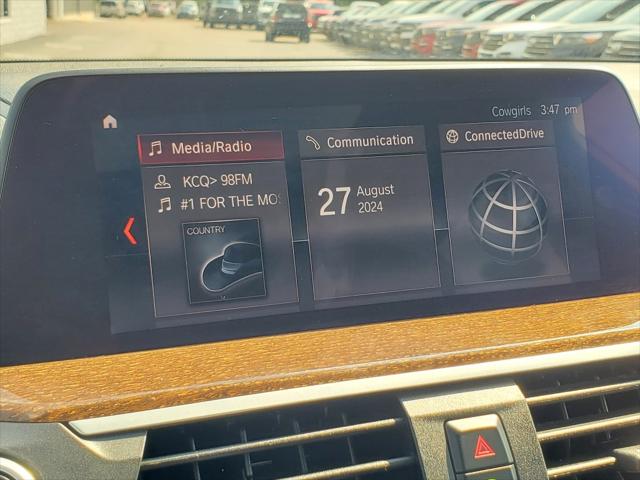 Cowgirls 3:47 pm
Media/Radio
Communication
ConnectedDrive
KCQ> 98FM
#1 FOR THE MO
COUNTRY
27 August
2024